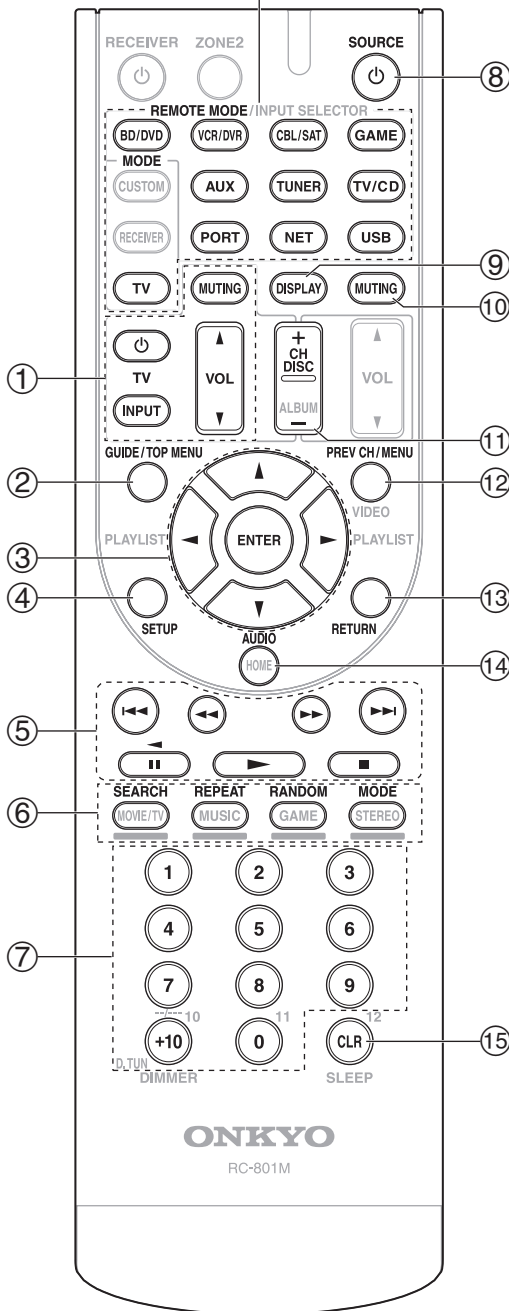 RECEIVER ZONE2 SOURCE
⑧
REMOTE MODE/INPUT SELECTOR
BD/DVD VCR/DVR CBL/SAT GAME
MODE
CUSTOM AUX TUNER TV/CD
RECEIVER PORT NET USB
⑨
TV MUTING DISPLAY MUTING
⑩
①
TV
INPUT
VOL
+
CH
DISC
ALBUM
–
VOL
⑪
GUIDE/TOP MENU PREV CH/MENU
② ⑫
VIDEO
PLAYLIST ENTER PLAYLIST
③
④ ⑬
SETUP RETURN
AUDIO
HOME
⑭
⑤
SEARCH REPEAT RANDOM MODE
⑥ MOVIE/TV MUSIC GAME STEREO
1 2 3
4 5 6
⑦
7 8 9
-/--- 10 11 12
+10 0 CLR ⑮
D.TUN
DIMMER SLEEP
ONKYO
RC-801M